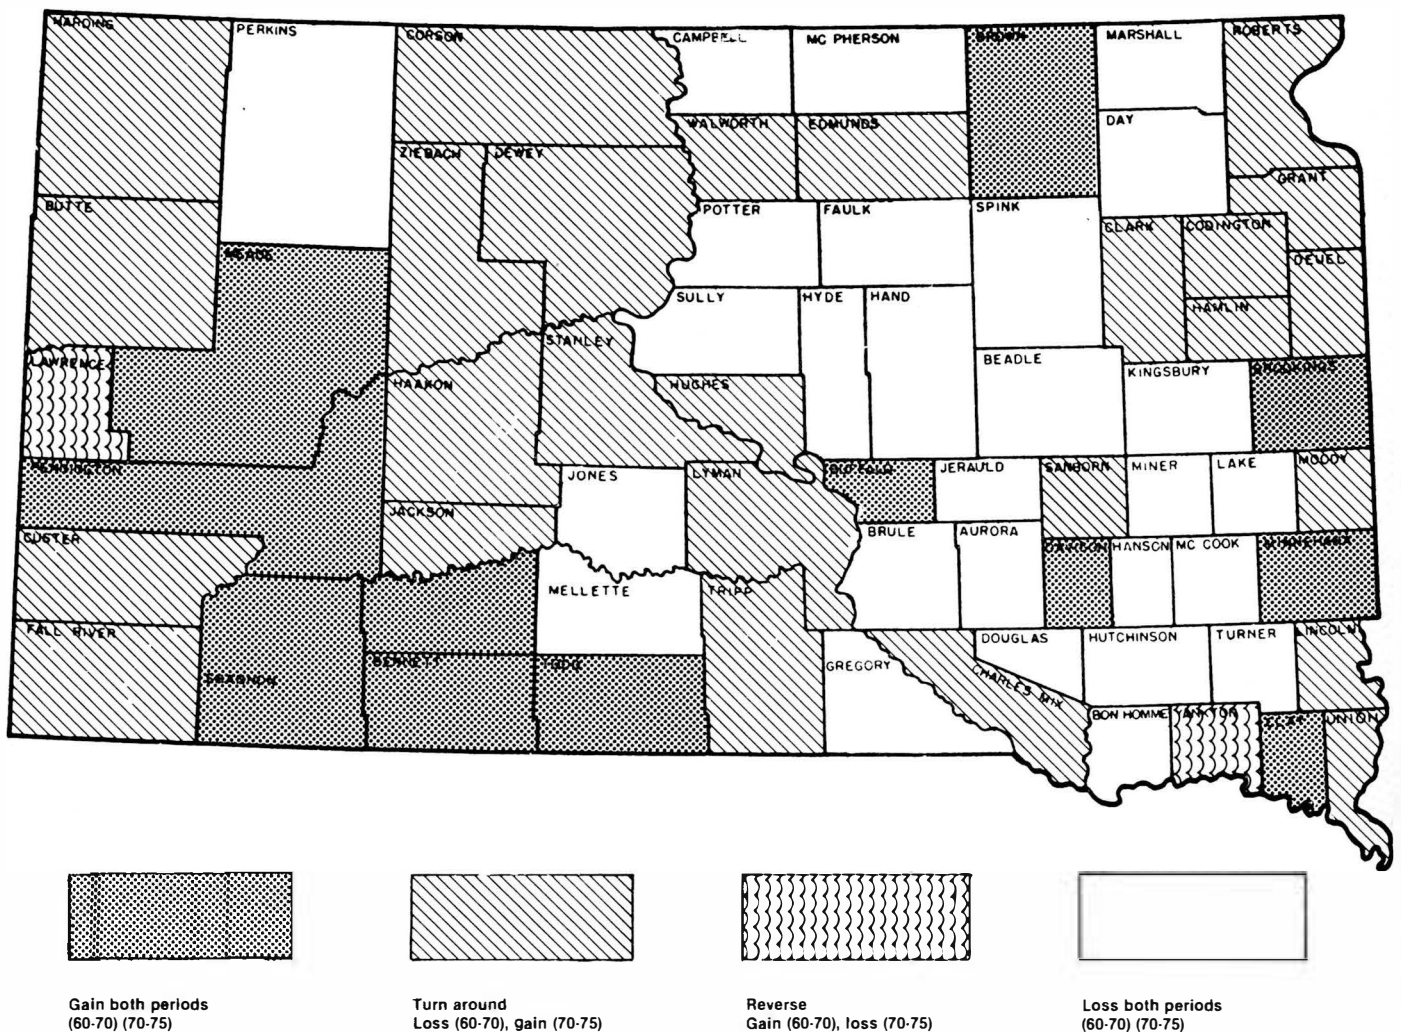 HARDING
PERKINS
CORSON
CAMPBELL
MC PHERSON
BROWN
MARSHALL
ROBERTS
WALWORTH
EDMUNDS
DAY
ZIEBACH
DEWEY
GRANT
BUTTE
POTTER
FAULK
SPINK
CLARK
CODINGTON
MEADE
DEUEL
SULLY
HYDE
HAND
HAMLIN
STANLEY
LAWRENCE
BEADLE
KINGSBURY
BROOKINGS
HAAKON
HUGHES
PENNINGTON
JONES
LYMAN
BUFFALO
JERAULD
SANBORN
MINER
LAKE
MOODY
JACKSON
CUSTER
BRULE
AURORA
DAVISON
HANSON
MC COOK
MINNEHAHA
MELLETTE
TRIPP
FALL RIVER
DOUGLAS
HUTCHINSON
TURNER
LINCOLN
SHANNON
BENNETT
TODD
GREGORY
CHARLES MIX
BON HOMME
YANKTON
CLAY
UNION
Gain both periods
(60-70) (70-75)
Turn around
Loss (60-70), gain (70-75)
Reverse
Gain (60-70), loss (70-75)
Loss both periods
(60-70) (70-75)